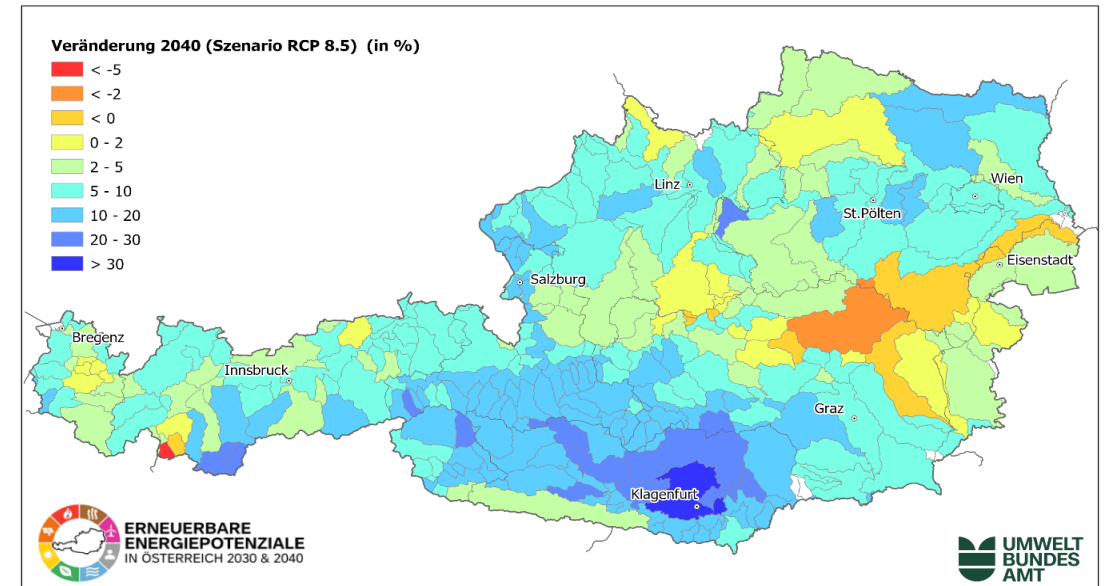 Veränderung 2040 (Szenario RCP 8.5) (in %)
< -5
< -2
< 0
0 - 2
2 - 5
5 - 10
10 - 20
20 - 30
> 30
Linz
Wien
St.Pölten
Eisenstadt
Salzburg
Bregenz
Innsbruck
Graz
Klagenfurt
ERNEUERBARE
ENERGIEPOTENZIALE
IN ÖSTERREICH 2030 & 2040
UMWELT
BUNDES
AMT